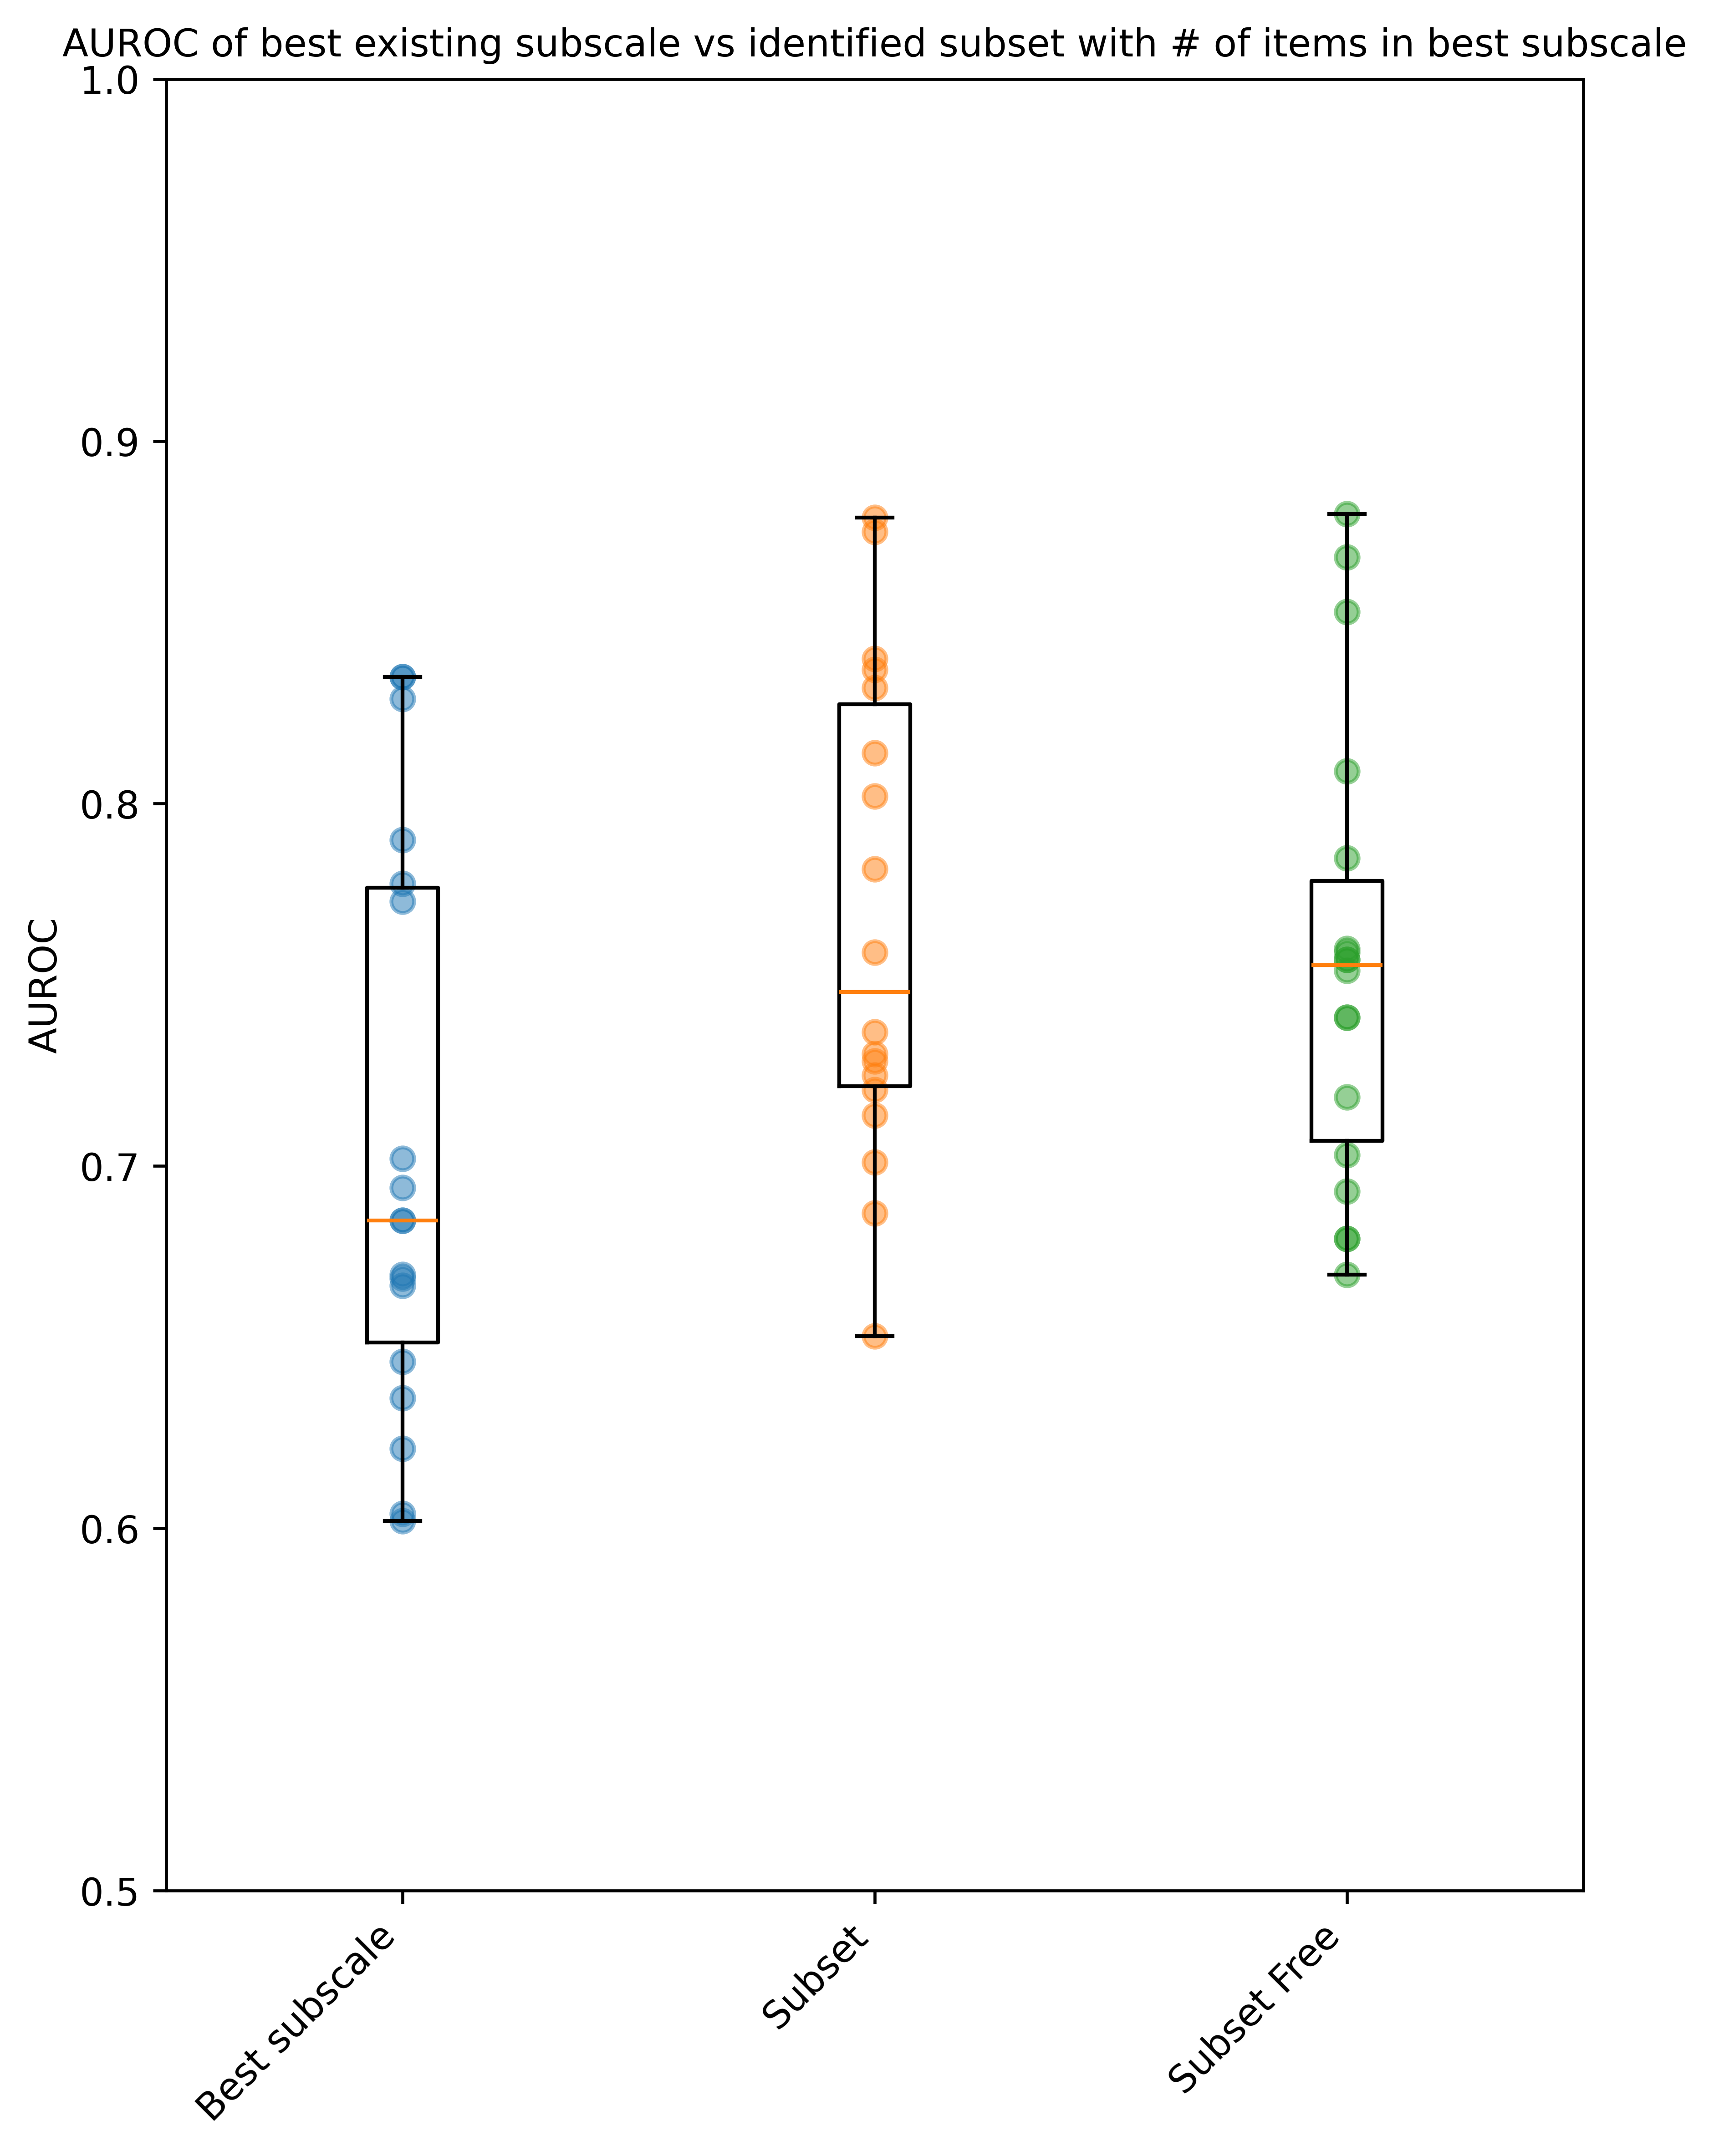 AUROC of best existing subscale vs identified subset with # of items in best subscale
1.0
0.9
0.8
0.7
0.6
0.5
AUROC
Best subscale
Subset
Subset Free